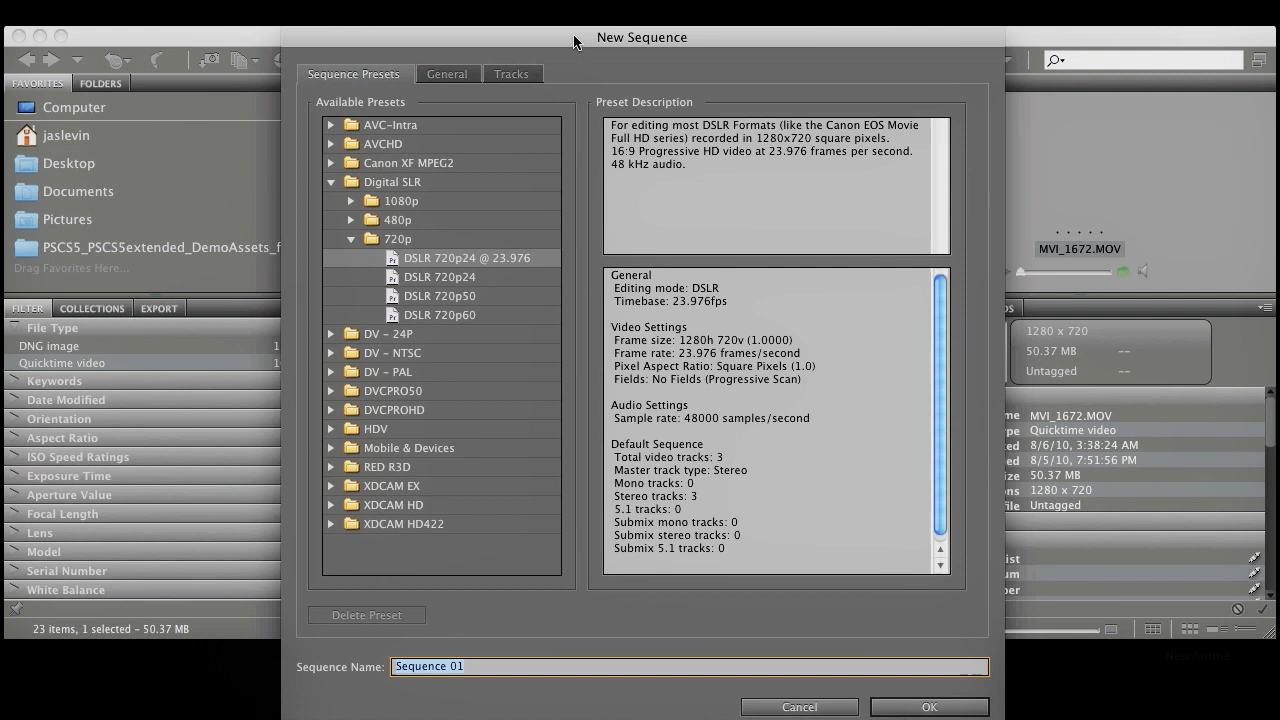 New Sequence
Sequence Presets
General
Tracks
FAVORITES
FOLDERS
Computer
jaslevin
Desktop
Documents
Pictures
PSCS5_PSCS5extended_DemoAssets_f
Drag Favorites Here...
FILTER
COLLECTIONS
EXPORT
File Type
DNG image
Quicktime video
Keywords
Date Modified
Orientation
Aspect Ratio
ISO Speed Ratings
Exposure Time
Aperture Value
Focal Length
Lens
Model
Serial Number
White Balance
23 items, 1 selected - 50.37 MB
Available Presets
AVC-Intra
AVCHD
Canon XF MPEG2
Digital SLR
1080p
480p
720p
DSLR 720p24 @ 23.976
DSLR 720p24
DSLR 720p50
DSLR 720p60
DV - 24P
DV - NTSC
DV - PAL
DVCPRO50
DVCPROHD
HDV
Mobile & Devices
RED R3D
XDCAM EX
XDCAM HD
XDCAM HD422
Delete Preset
Preset Description
For editing most DSLR Formats (like the Canon EOS Movie
Full HD series) recorded in 1280x720 square pixels.
16:9 Progressive HD video at 23.976 frames per second.
48 kHz audio.
General
Editing mode: DSLR
Timebase: 23.976fps
Video Settings
Frame size: 1280h 720v (1.0000)
Frame rate: 23.976 frames/second
Pixel Aspect Ratio: Square Pixels (1.0)
Fields: No Fields (Progressive Scan)
Audio Settings
Sample rate: 48000 samples/second
Default Sequence
Total video tracks: 3
Master track type: Stereo
Mono tracks: 0
Stereo tracks: 3
5.1 tracks: 0
Submix mono tracks: 0
Submix stereo tracks: 0
Submix 5.1 tracks: 0
Sequence Name: Sequence 01
Cancel
OK
MVI_1672.MOV
1280 x 720
50.37 MB --
Untagged --
MVI_1672.MOV
Quicktime video
8/6/10, 3:38:24 AM
8/5/10, 7:51:56 PM
50.37 MB
1280 x 720
Untagged